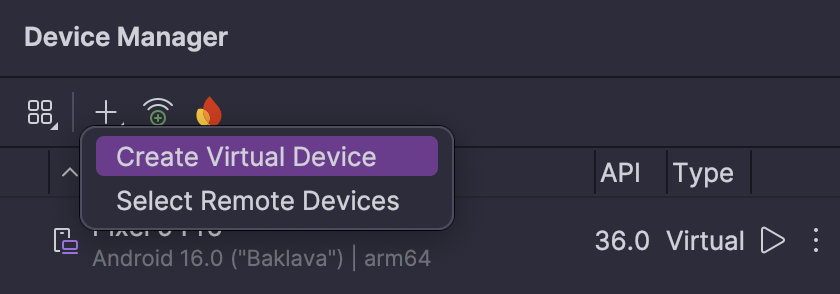 Device Manager
Create Virtual Device
Select Remote Devices
API
Type
36.0
Virtual
Android 16.0 ("Baklava") | arm64